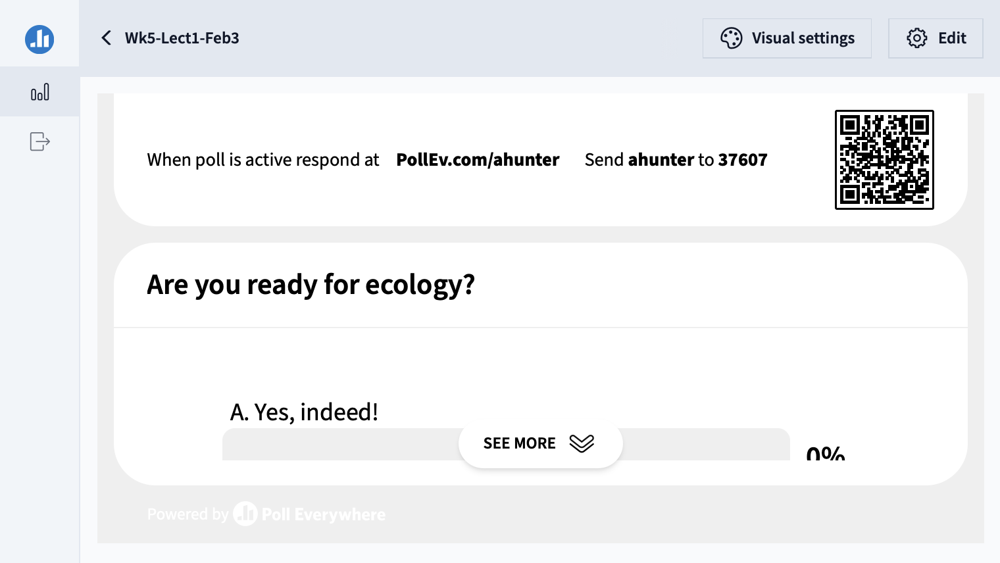 Wk5-Lect1-Feb3
Visual settings
Edit
When poll is active respond at PollEv.com/ahunter Send ahunter to 37607
Are you ready for ecology?
A. Yes, indeed!
0%
SEE MORE
Powered by Poll Everywhere